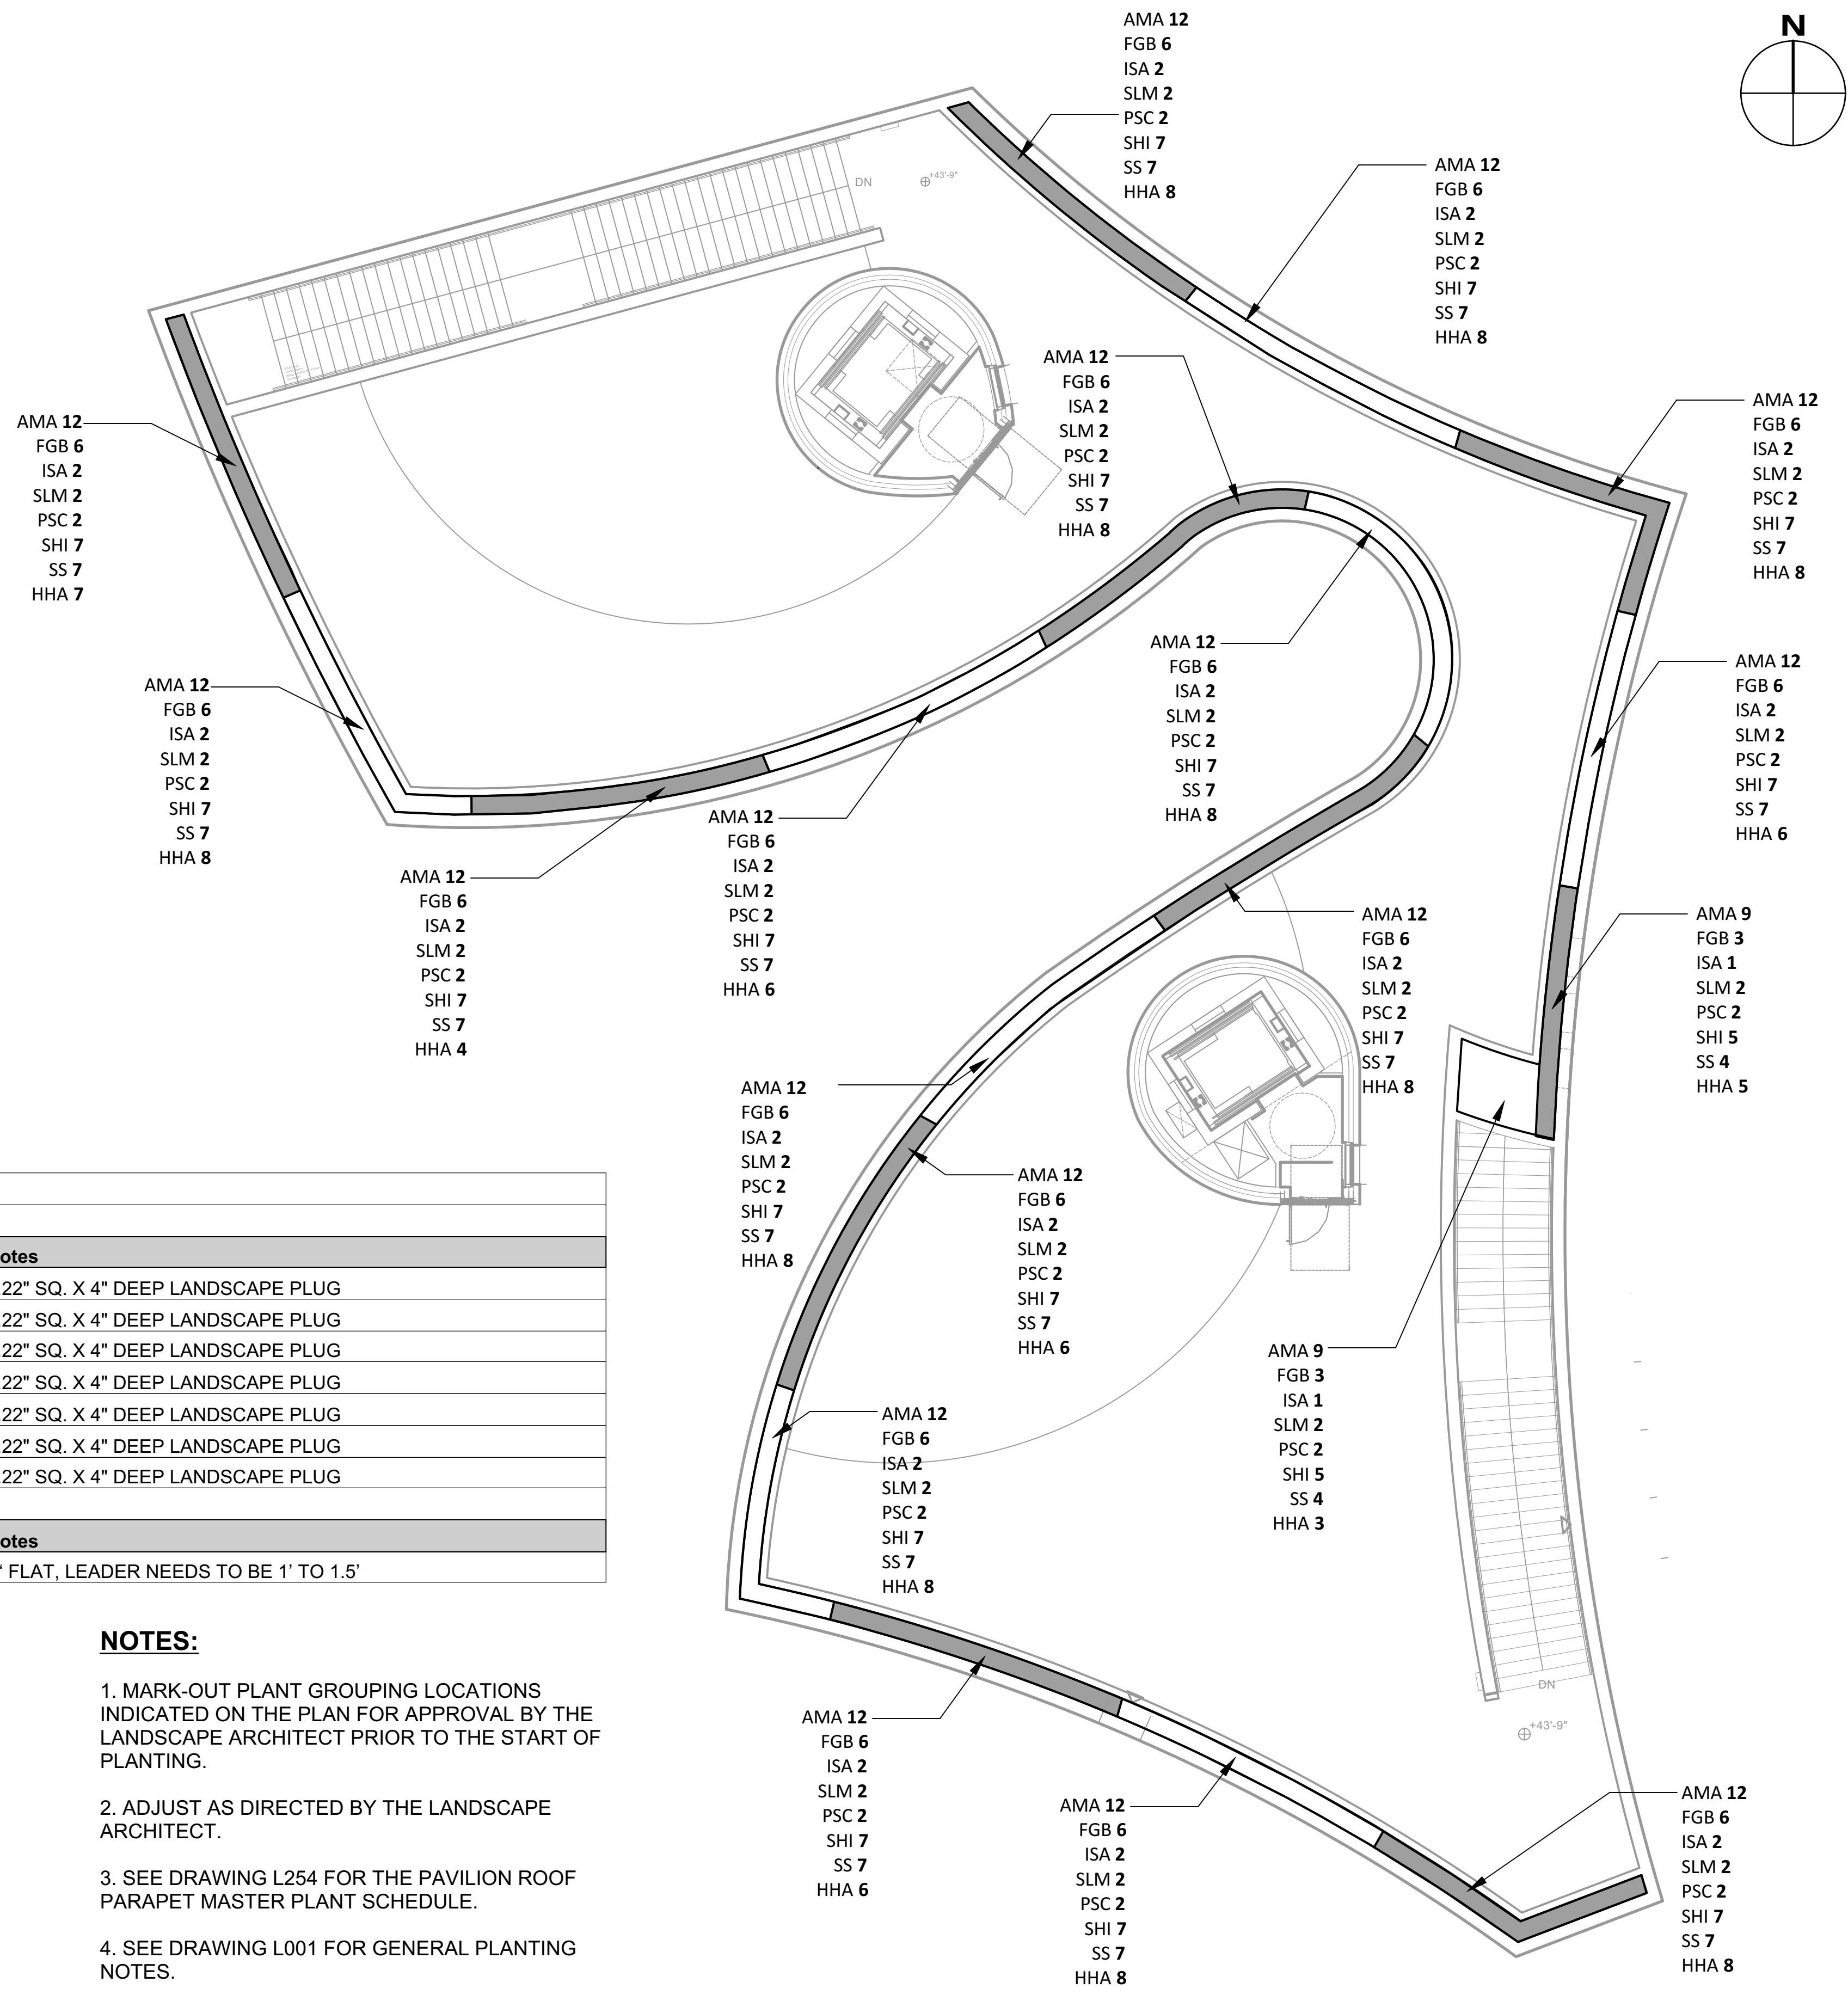 N
AMA 12
FGB 6
ISA 2
SLM 2
PSC 2
SHI 7
SS 7
HHA 8
AMA 12
FGB 6
ISA 2
SLM 2
PSC 2
SHI 7
SS 7
HHA 8
DN
+43'-9"
AMA 12
FGB 6
ISA 2
SLM 2
PSC 2
SHI 7
SS 7
HHA 8
AMA 12
FGB 6
ISA 2
SLM 2
PSC 2
SHI 7
SS 7
HHA 8
AMA 12
FGB 6
ISA 2
SLM 2
PSC 2
SHI 7
SS 7
HHA 7
AMA 12
FGB 6
ISA 2
SLM 2
PSC 2
SHI 7
SS 7
HHA 8
AMA 12
FGB 6
ISA 2
SLM 2
PSC 2
SHI 7
SS 7
HHA 6
AMA 12
FGB 6
ISA 2
SLM 2
PSC 2
SHI 7
SS 7
HHA 8
AMA 12
FGB 6
ISA 2
SLM 2
PSC 2
SHI 7
SS 7
HHA 6
AMA 12
FGB 6
ISA 2
SLM 2
PSC 2
SHI 7
SS 7
HHA 4
AMA 12
FGB 6
ISA 2
SLM 2
PSC 2
SHI 7
SS 7
HHA 8
AMA 9
FGB 3
ISA 1
SLM 2
PSC 2
SHI 5
SS 4
HHA 5
AMA 12
FGB 6
ISA 2
SLM 2
PSC 2
SHI 7
SS 7
HHA 8
AMA 12
FGB 6
ISA 2
SLM 2
PSC 2
SHI 7
SS 7
HHA 6
AMA 9
FGB 3
ISA 1
SLM 2
PSC 2
SHI 5
SS 4
HHA 3
AMA 12
FGB 6
ISA 2
SLM 2
PSC 2
SHI 7
SS 7
HHA 8
otes
.22" SQ. X 4" DEEP LANDSCAPE PLUG
.22" SQ. X 4" DEEP LANDSCAPE PLUG
.22" SQ. X 4" DEEP LANDSCAPE PLUG
.22" SQ. X 4" DEEP LANDSCAPE PLUG
.22" SQ. X 4" DEEP LANDSCAPE PLUG
.22" SQ. X 4" DEEP LANDSCAPE PLUG
.22" SQ. X 4" DEEP LANDSCAPE PLUG
otes
' FLAT, LEADER NEEDS TO BE 1' TO 1.5'
DN
+43'-9"
AMA 12
FGB 6
ISA 2
SLM 2
PSC 2
SHI 7
SS 7
HHA 6
AMA 12
FGB 6
ISA 2
SLM 2
PSC 2
SHI 7
SS 7
HHA 8
AMA 12
FGB 6
ISA 2
SLM 2
PSC 2
SHI 7
SS 7
HHA 8
NOTES:
1. MARK-OUT PLANT GROUPING LOCATIONS
INDICATED ON THE PLAN FOR APPROVAL BY THE
LANDSCAPE ARCHITECT PRIOR TO THE START OF
PLANTING.
2. ADJUST AS DIRECTED BY THE LANDSCAPE
ARCHITECT.
3. SEE DRAWING L254 FOR THE PAVILION ROOF
PARAPET MASTER PLANT SCHEDULE.
4. SEE DRAWING L001 FOR GENERAL PLANTING
NOTES.